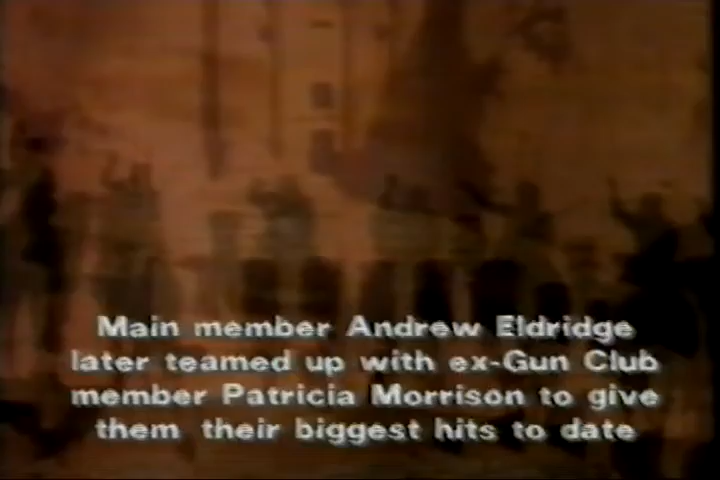 Main member Andrew Eldridge
later teamed up with ex-Gun Club
member Patricia Morrison to give
them their biggest hits to date